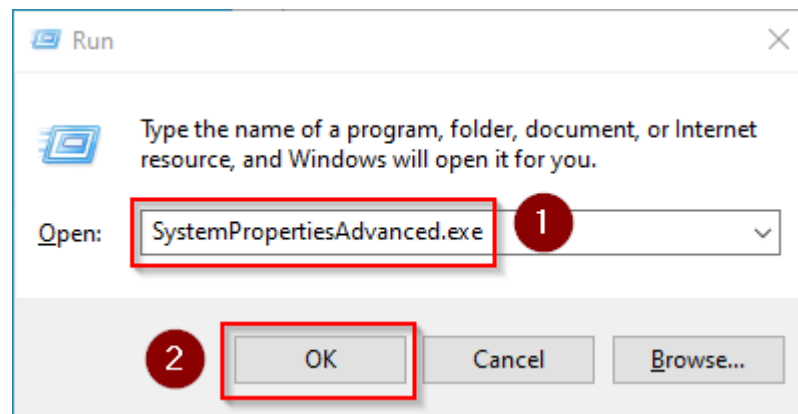 Run
Type the name of a program, folder, document, or Internet
resource, and Windows will open it for you.
Open: SystemPropertiesAdvanced.exe 1
2 OK Cancel Browse...